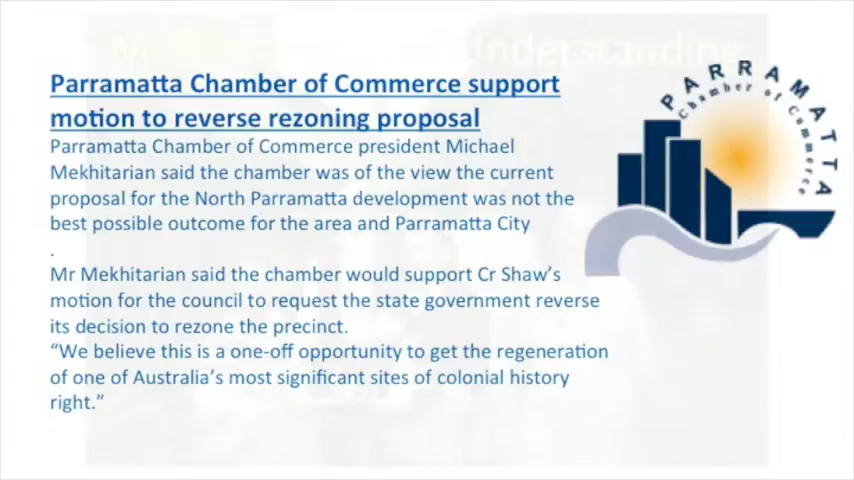 Understanding
Parramatta Chamber of Commerce support
motion to reverse rezoning proposal
Parramatta Chamber of Commerce president Michael
Mekhitarian said the chamber was of the view the current
proposal for the North Parramatta development was not the
best possible outcome for the area and Parramatta City
.
Mr Mekhitarian said the chamber would support Cr Shaw's
motion for the council to request the state government reverse
its decision to rezone the precinct.
“We believe this is a one-off opportunity to get the regeneration
of one of Australia's most significant sites of colonial history
right.”
PARRAMATTA
Chamber of Commerce